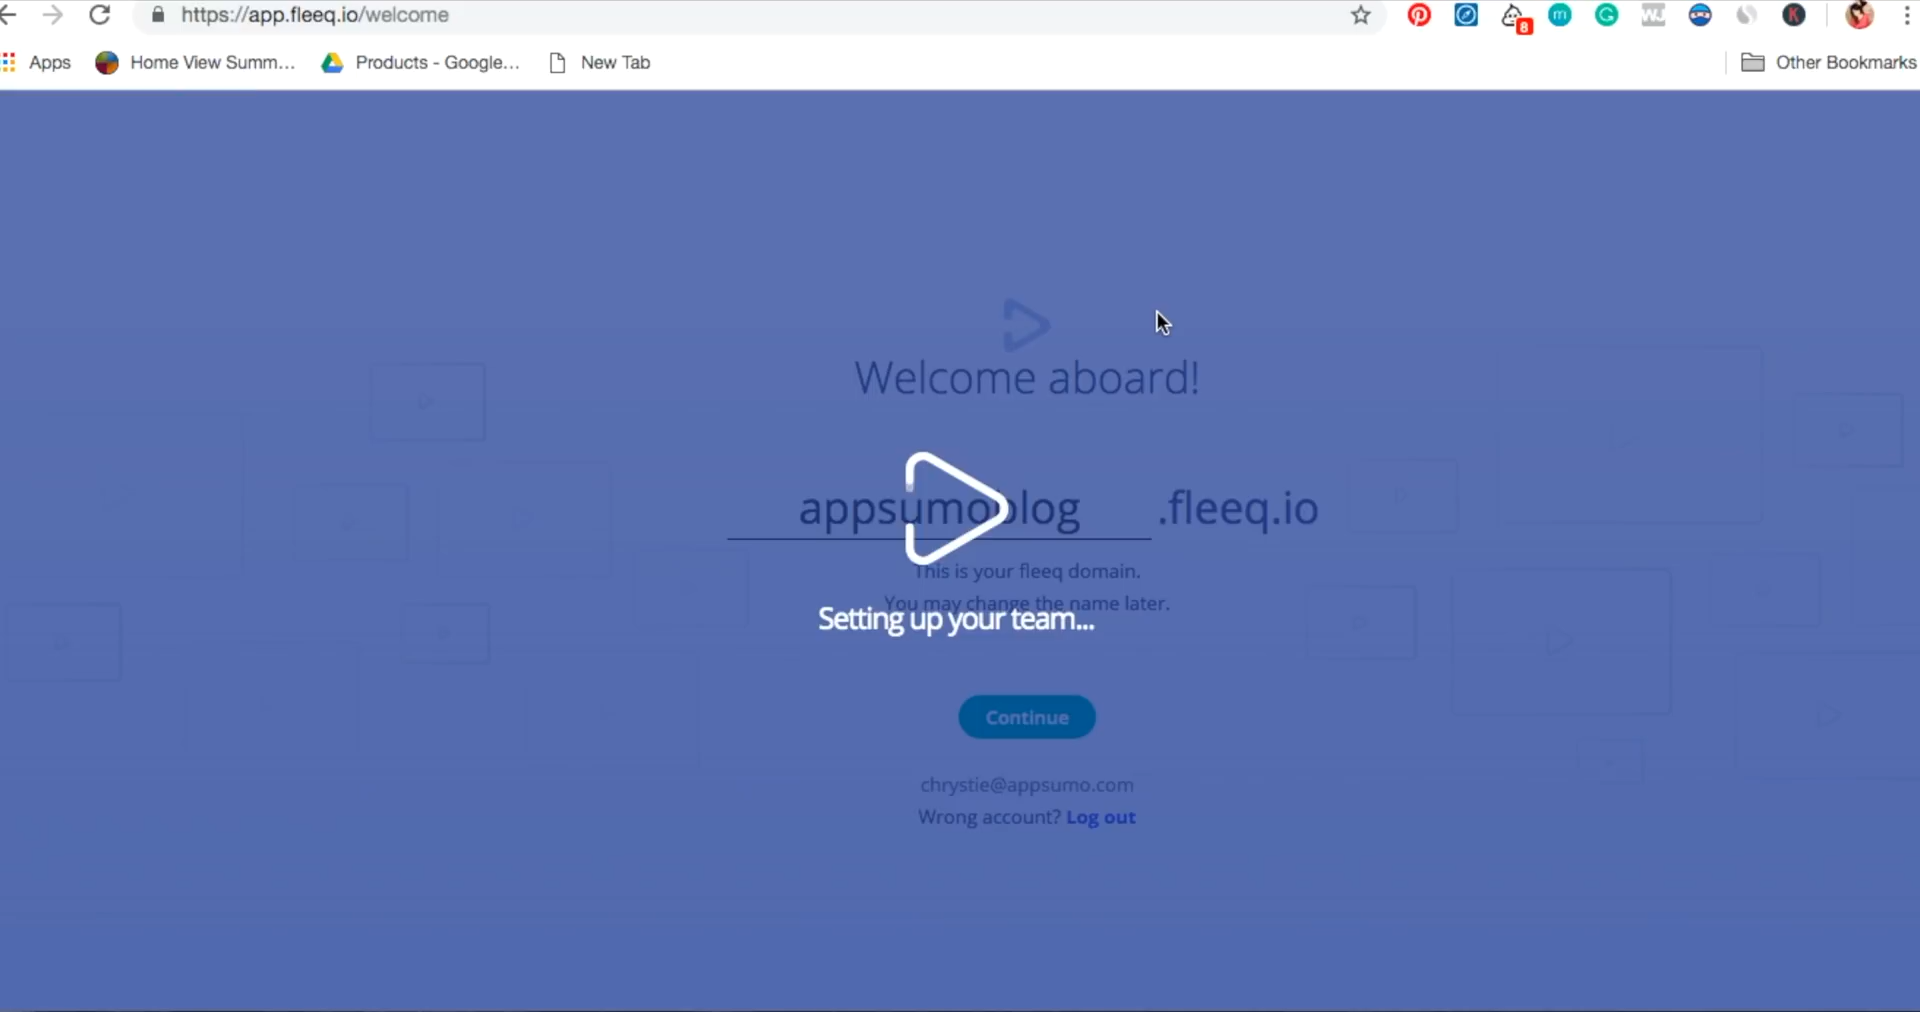 https://app.fleeq.io/welcome
8
m
G
K
Apps
Home View Summ...
Products - Google...
New Tab
Other Bookmarks
Welcome aboard!
appsumoblog .fleeq.io
This is your fleeq domain.
You may change the name later.
Setting up your team...
Continue
chrystie@appsumo.com
Wrong account? Log out